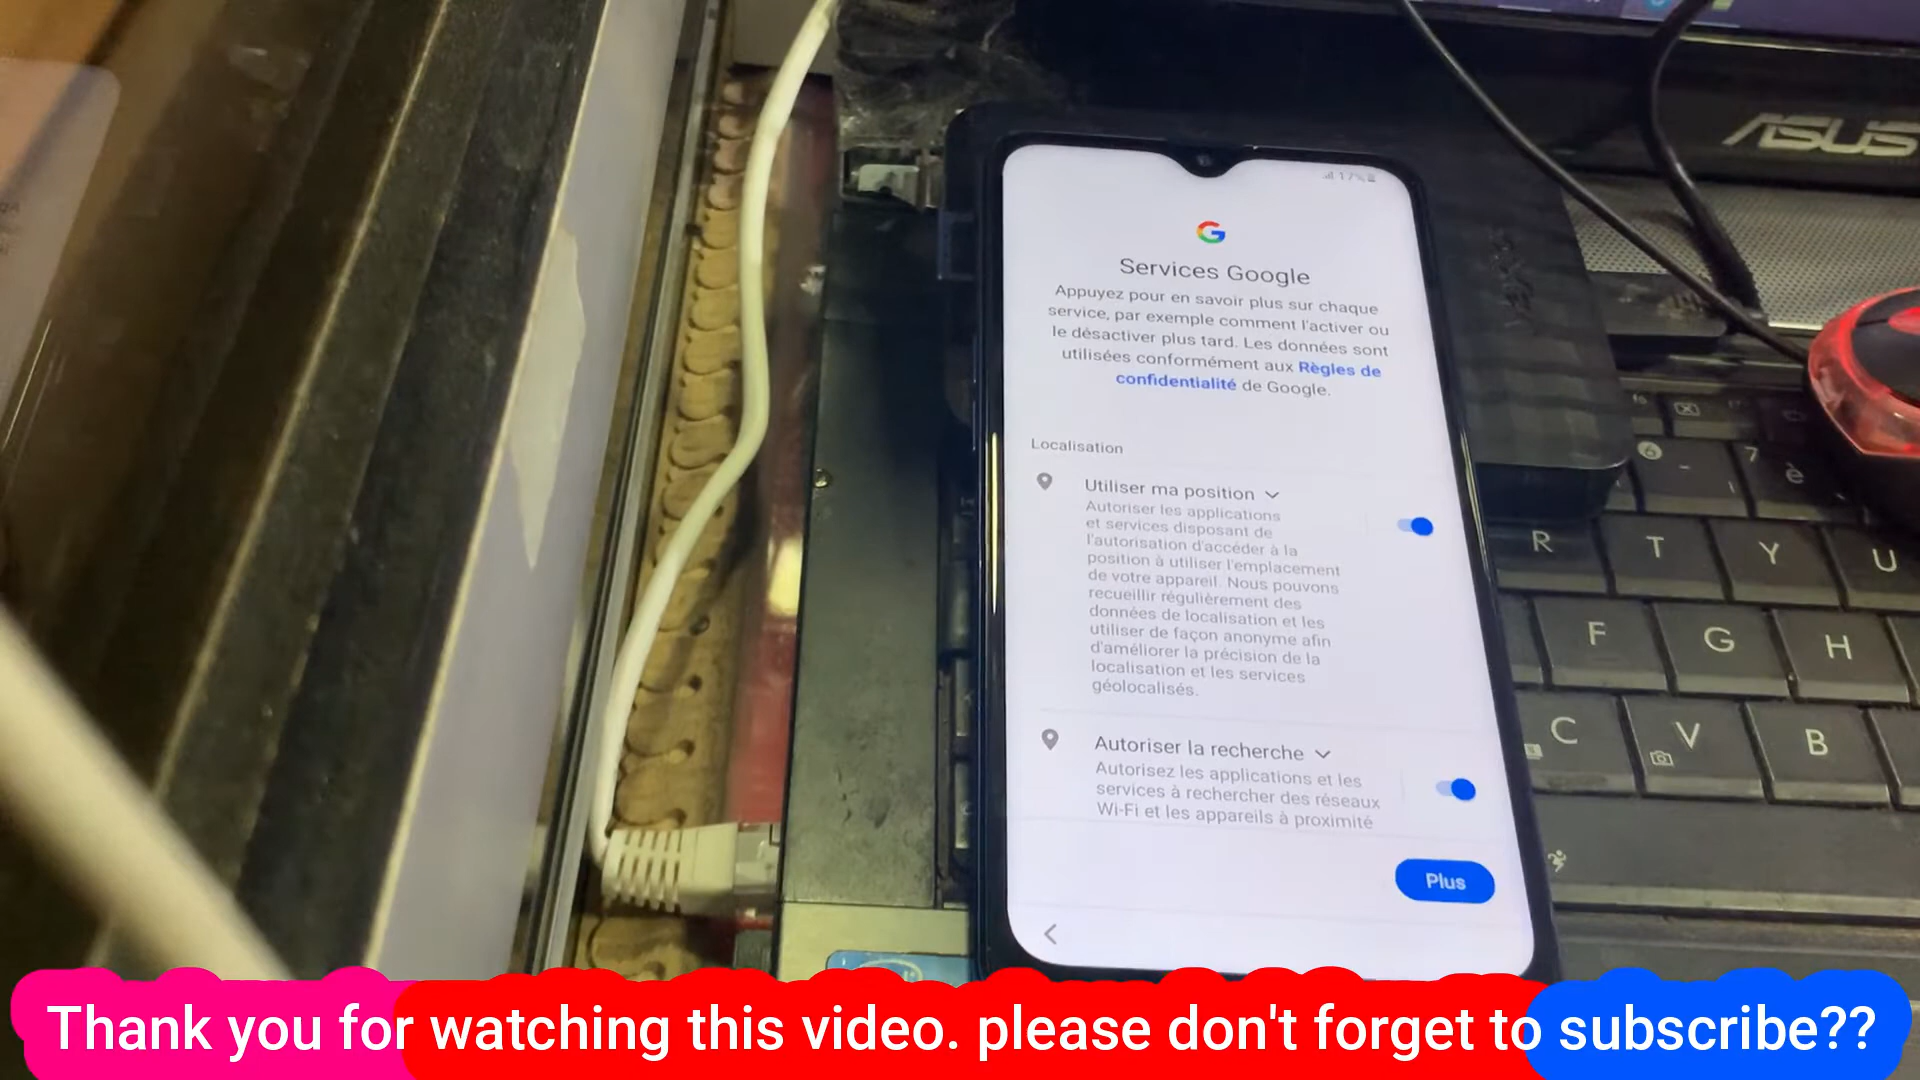 ASUS
17%
Services Google
Appuyez pour en savoir plus sur chaque
service, par exemple comment l'activer ou
le désactiver plus tard. Les données sont
utilisées conformément aux Règles de
confidentialité de Google.
Localisation
Utiliser ma position
Autoriser les applications
et services disposant de
l'autorisation d'accéder à la
position à utiliser l'emplacement
de votre appareil. Nous pouvons
recueillir régulièrement des
données de localisation et les
utiliser de façon anonyme afin
d'améliorer la précision de la
localisation et les services
géolocalisés.
Autoriser la recherche
Autorisez les applications et les
services à rechercher des réseaux
Wi-Fi et les appareils à proximité
Plus
6 - 7 è
R T Y U
F G H
C V B
Thank you for watching this video. please don't forget to subscribe??